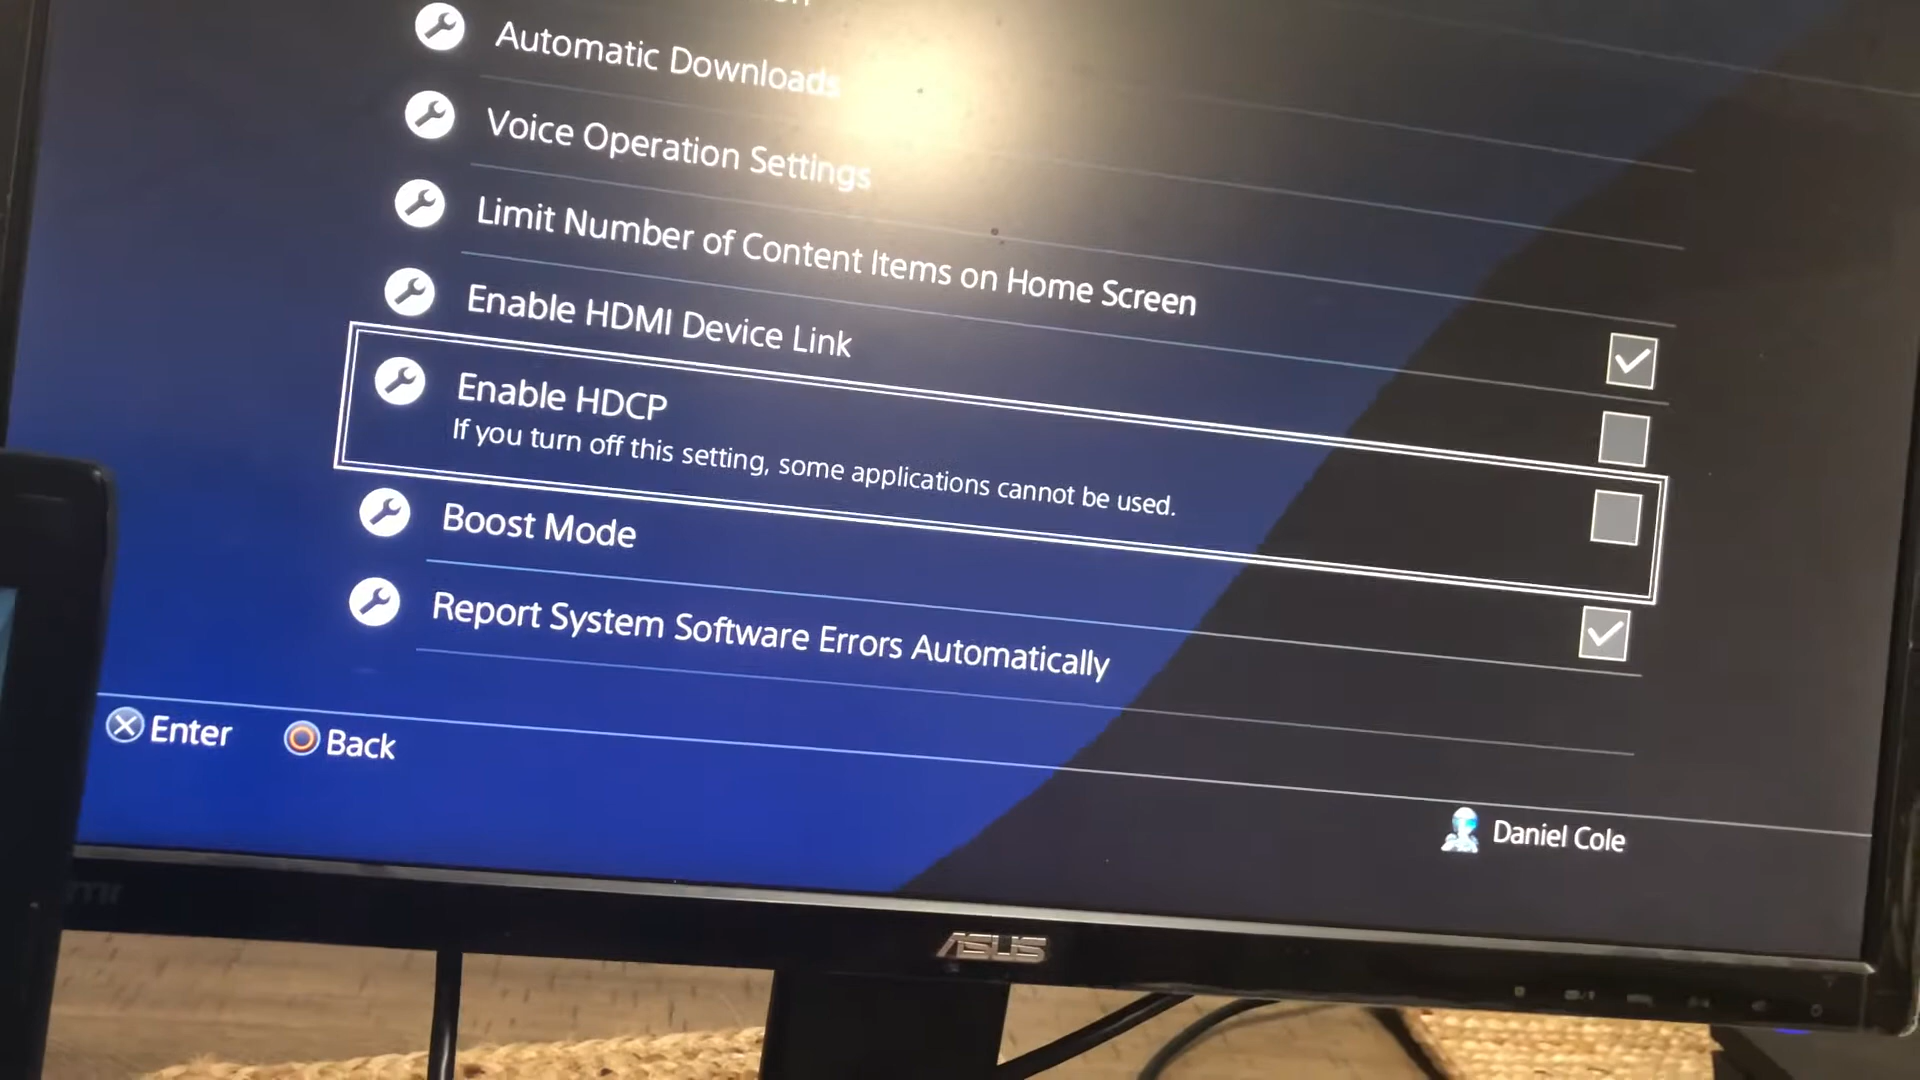 Automatic Downloads
Voice Operation Settings
Limit Number of Content Items on Home Screen
Enable HDMI Device Link
Enable HDCP
If you turn off this setting, some applications cannot be used.
Boost Mode
Report System Software Errors Automatically
Enter
Back
Daniel Cole
ASUS